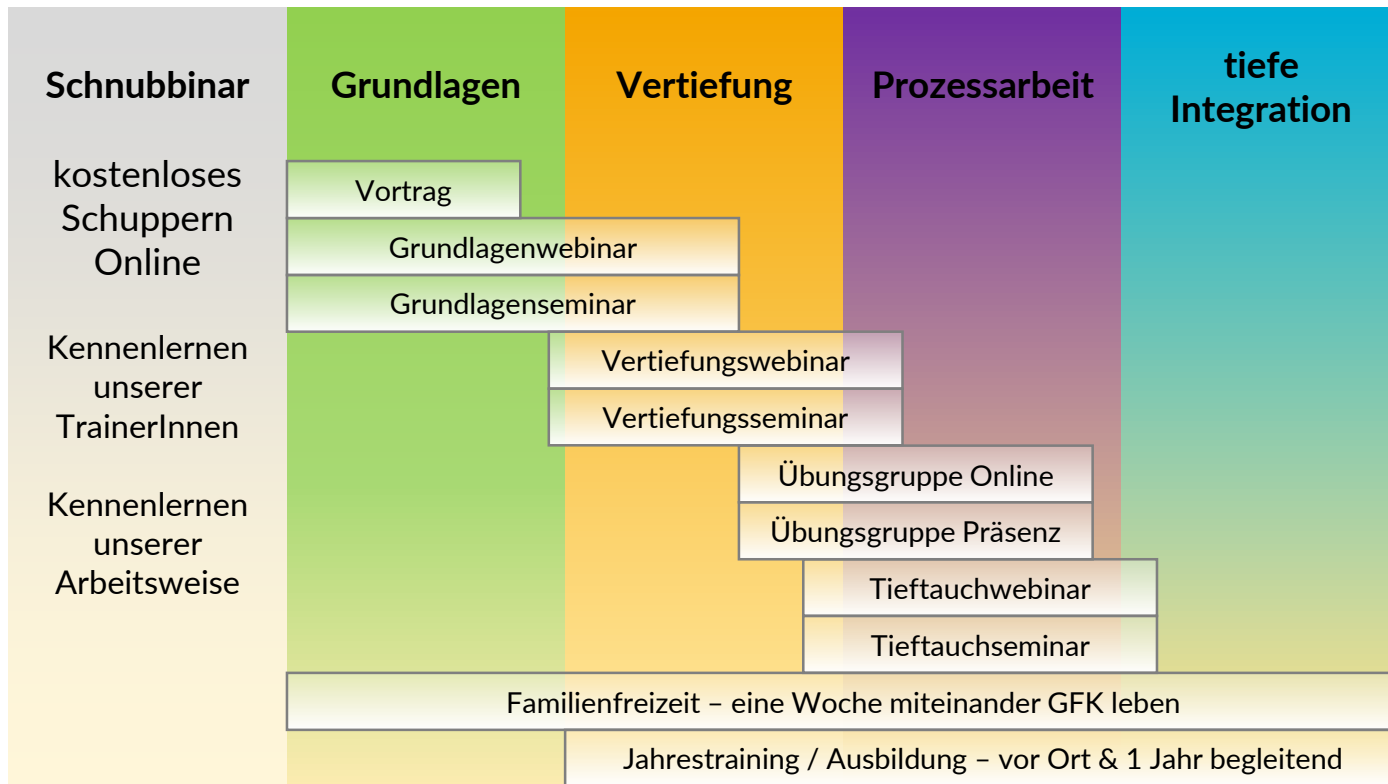 Schnubbinar
Grundlagen
Vertiefung
Prozessarbeit
tiefe
Integration
kostenloses
Schuppern
Online
Kennenlernen
unserer
TrainerInnen
Kennenlernen
unserer
Arbeitsweise
Vortrag
Grundlagenwebinar
Grundlagenseminar
Vertiefungswebinar
Vertiefungsseminar
Übungsgruppe Online
Übungsgruppe Präsenz
Tieftauchwebinar
Tieftauchseminar
Familienfreizeit – eine Woche miteinander GFK leben
Jahrestraining / Ausbildung – vor Ort & 1 Jahr begleitend